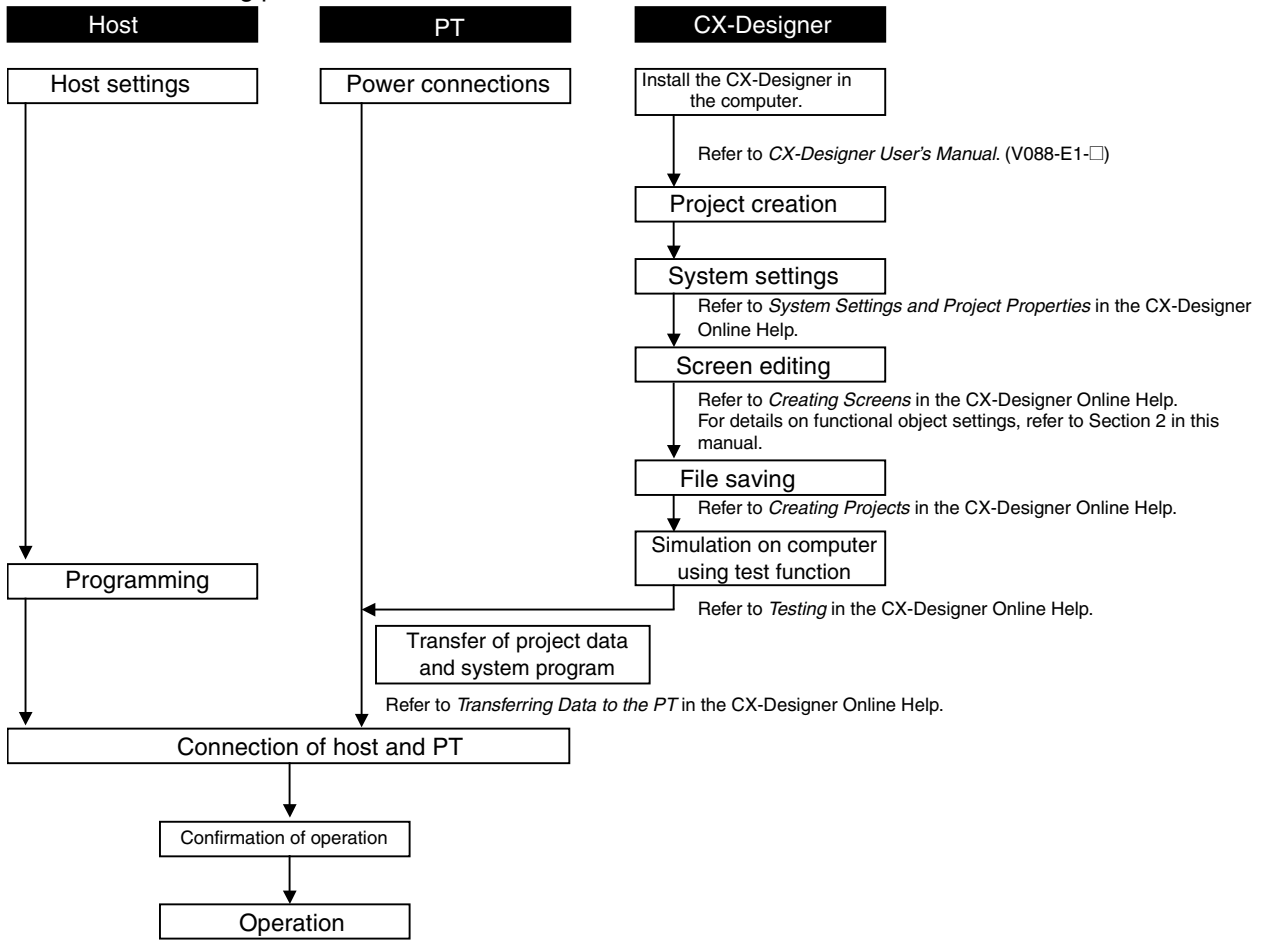 Host
PT
CX-Designer
Host settings
Power connections
Install the CX-Designer in
the computer.
Refer to CX-Designer User's Manual. (V088-E1-□)
Project creation
System settings
Refer to System Settings and Project Properties in the CX-Designer
Online Help.
Screen editing
Refer to Creating Screens in the CX-Designer Online Help.
For details on functional object settings, refer to Section 2 in this
manual.
File saving
Refer to Creating Projects in the CX-Designer Online Help.
Simulation on computer
using test function
Programming
Refer to Testing in the CX-Designer Online Help.
Transfer of project data
and system program
Refer to Transferring Data to the PT in the CX-Designer Online Help.
Connection of host and PT
Confirmation of operation
Operation